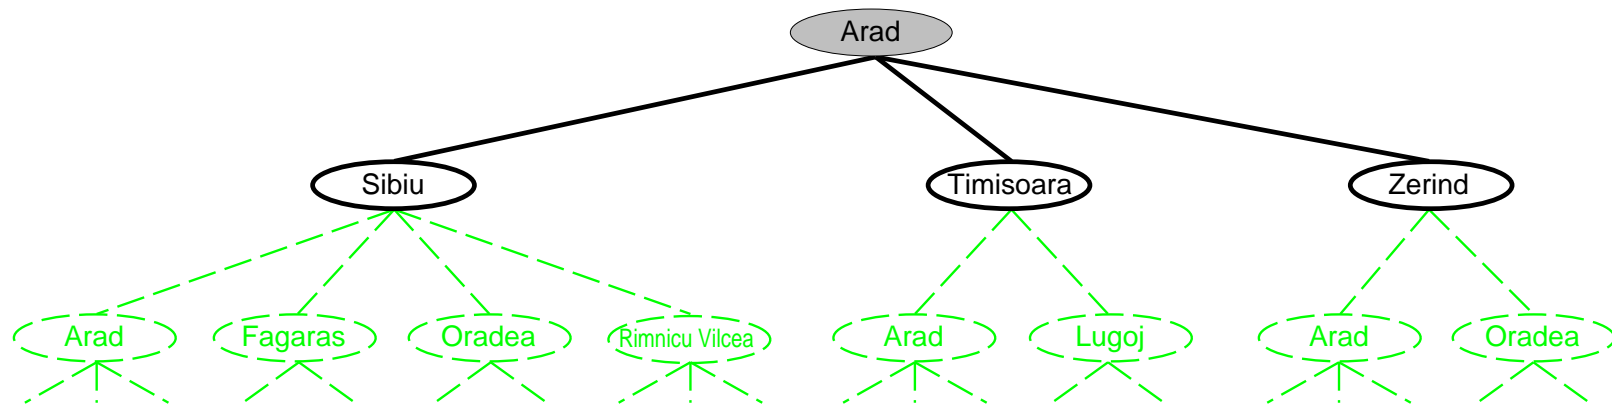 Arad
Sibiu
Timisoara
Zerind
Arad
Fagaras
Oradea
Rimnicu Vilcea
Arad
Lugoj
Arad
Oradea